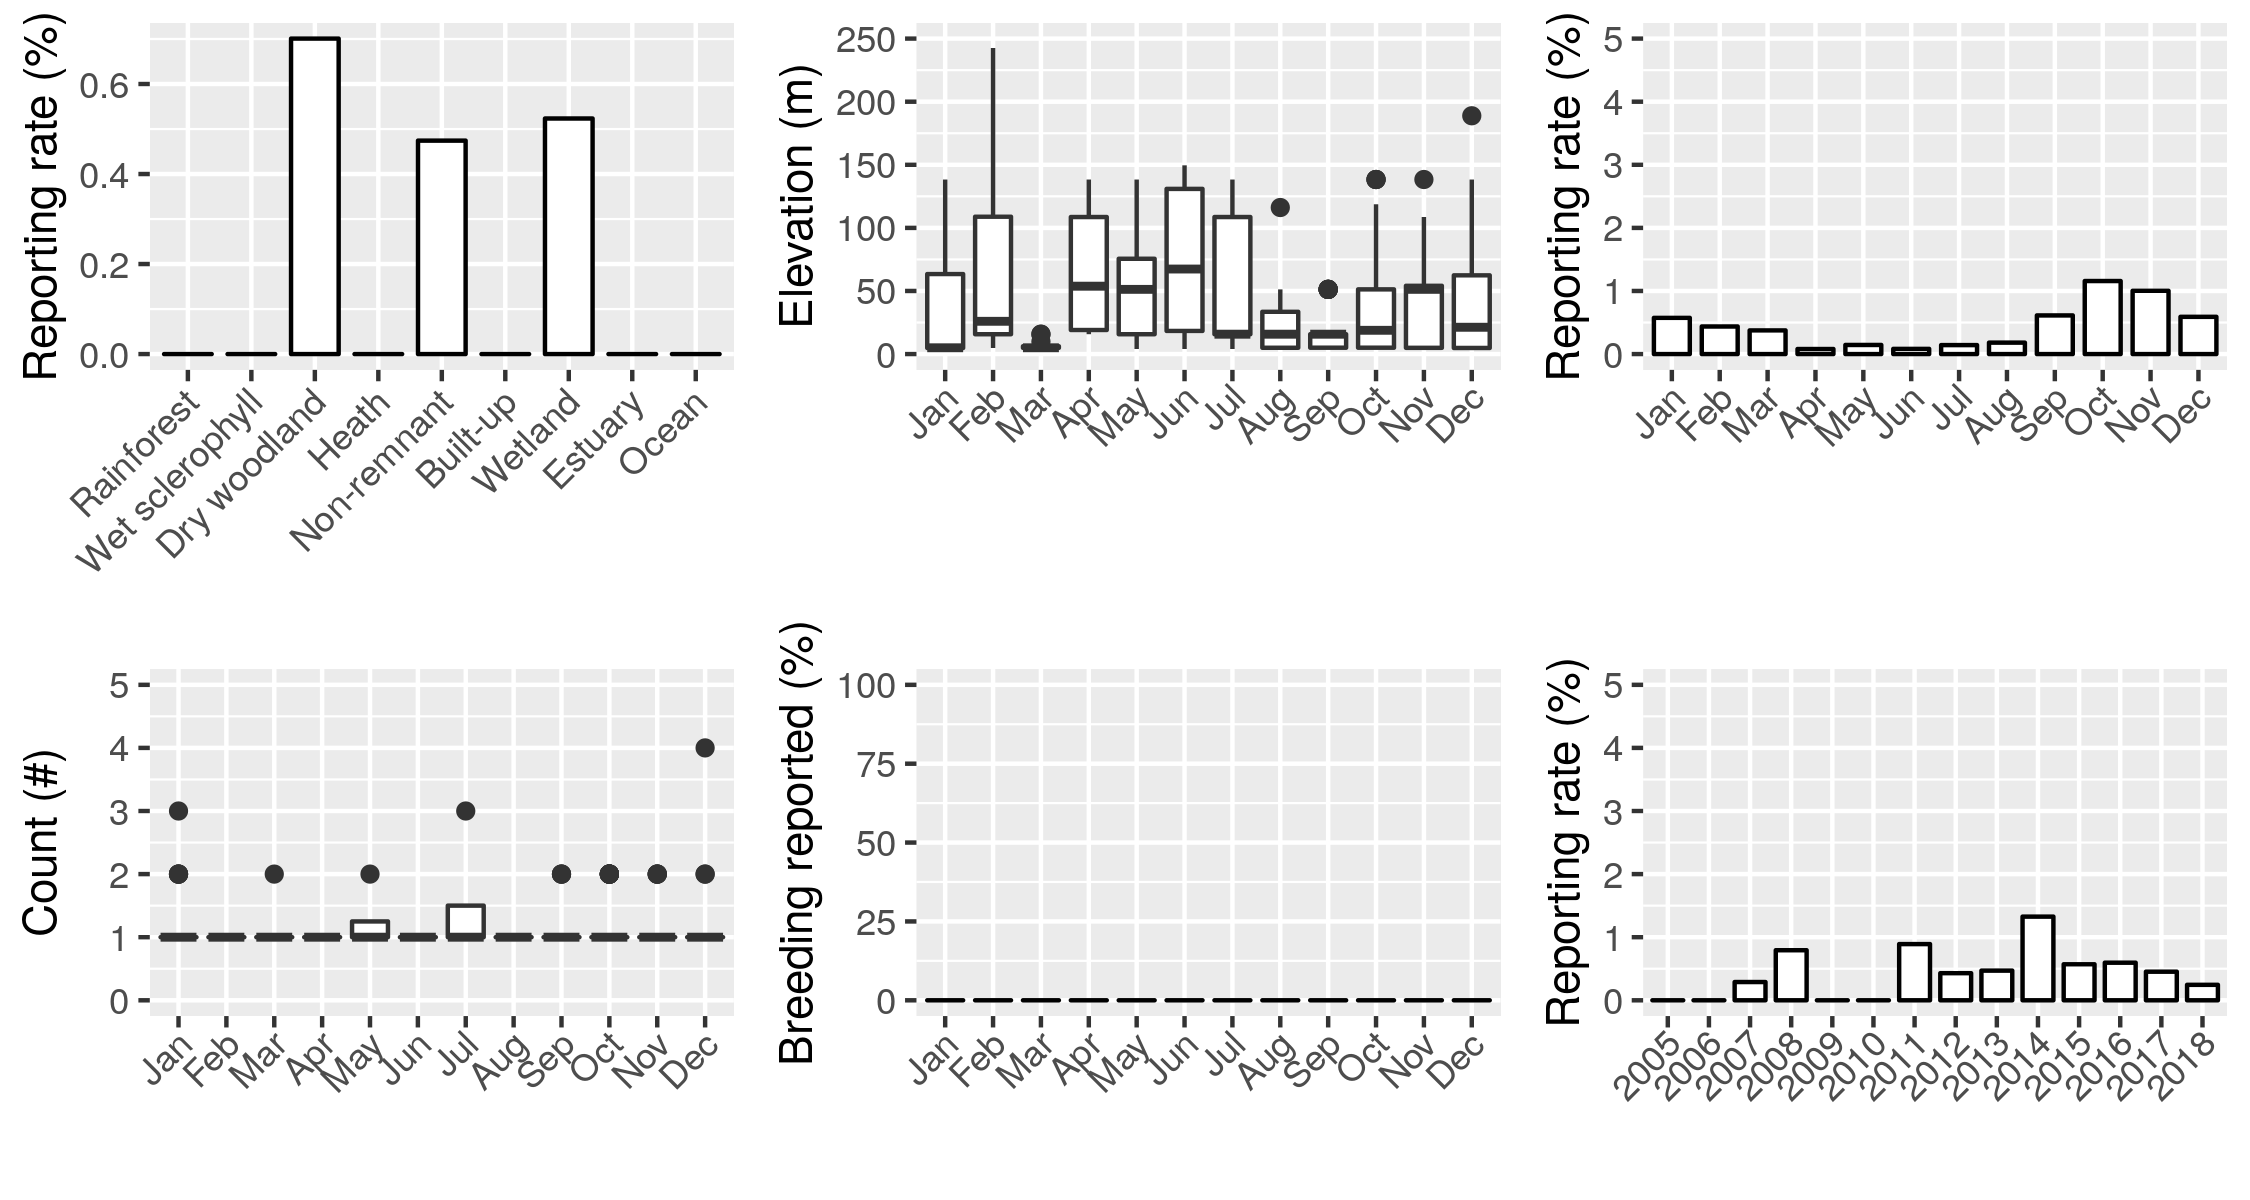 Reporting rate (%)
0.6
0.4
0.2
0.0
Rainforest
Wet sclerophyll
Dry woodland
Heath
Non-remnant
Built-up
Wetland
Estuary
Ocean
Elevation (m)
250
200
150
100
50
0
Jan
Feb
Mar
Apr
May
Jun
Jul
Aug
Sep
Oct
Nov
Dec
Reporting rate (%)
5
4
3
2
1
0
Jan
Feb
Mar
Apr
May
Jun
Jul
Aug
Sep
Oct
Nov
Dec
Count (#)
5
4
3
2
1
0
Jan
Feb
Mar
Apr
May
Jun
Jul
Aug
Sep
Oct
Nov
Dec
Breeding reported (%)
100
75
50
25
0
Jan
Feb
Mar
Apr
May
Jun
Jul
Aug
Sep
Oct
Nov
Dec
Reporting rate (%)
5
4
3
2
1
0
2005
2006
2007
2008
2009
2010
2011
2012
2013
2014
2015
2016
2017
2018